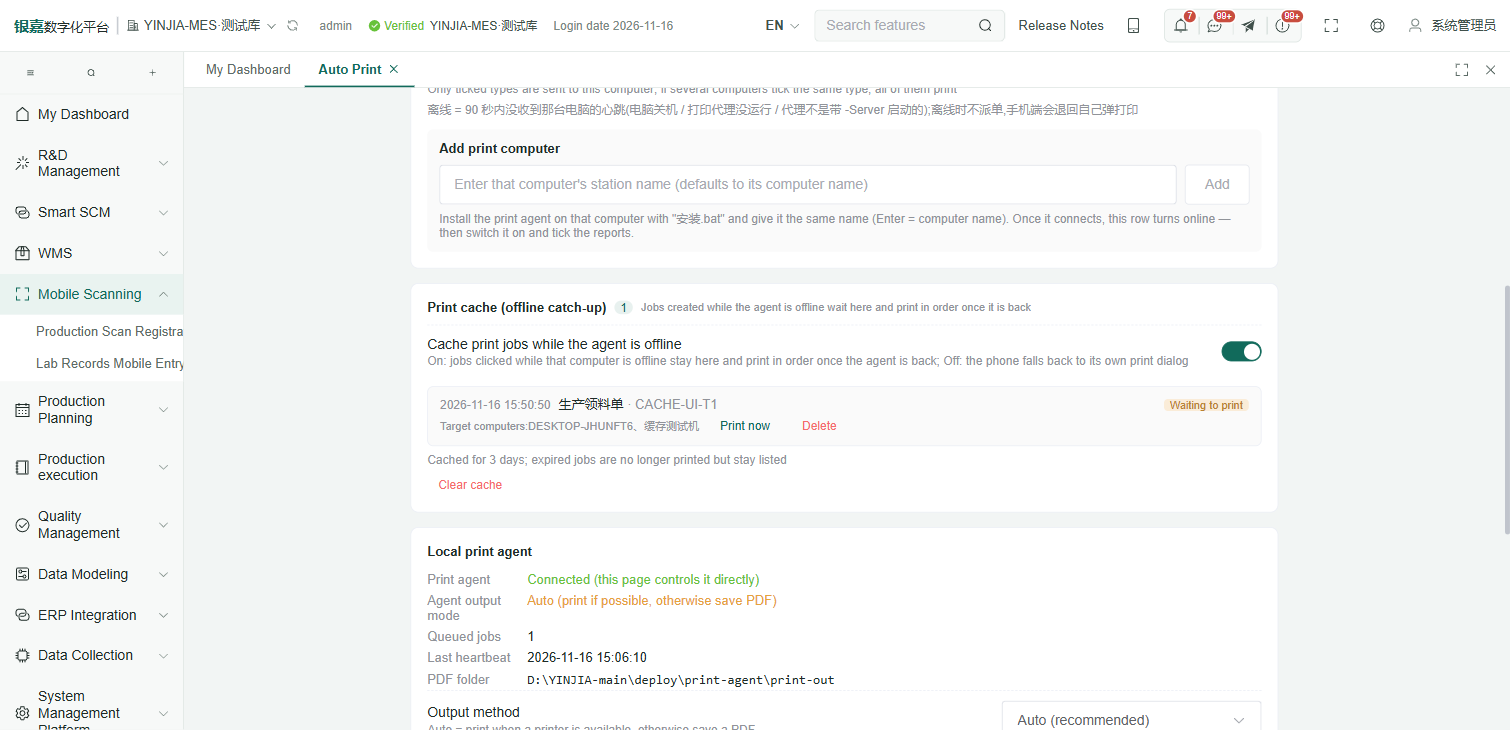 银嘉数字化平台
YINJIA-MES·测试库
admin
Verified
YINJIA-MES·测试库
Login date 2026-11-16
EN
Search features
Release Notes
7
99+
99+
系统管理员
My Dashboard
Auto Print
My Dashboard
R&D Management
Smart SCM
WMS
Mobile Scanning
Production Scan Registra
Lab Records Mobile Entry
Production Planning
Production execution
Quality Management
Data Modeling
ERP Integration
Data Collection
System Management Platform
Only ticked types are sent to this computer; if several computers tick the same type, all of them print
离线 = 90 秒内没收到那台电脑的心跳(电脑关机 / 打印代理没运行 / 代理不是带 -Server 启动的);离线时不派单,手机端会退回自己弹打印
Add print computer
Enter that computer's station name (defaults to its computer name)
Add
Install the print agent on that computer with "安装.bat" and give it the same name (Enter = computer name). Once it connects, this row turns online —
then switch it on and tick the reports.
Print cache (offline catch-up)
1
Jobs created while the agent is offline wait here and print in order once it is back
Cache print jobs while the agent is offline
On: jobs clicked while that computer is offline stay here and print in order once the agent is back; Off: the phone falls back to its own print dialog
2026-11-16 15:50:50 生产领料单 · CACHE-UI-T1
Waiting to print
Target computers:DESKTOP-JHUNFT6、缓存测试机
Print now
Delete
Cached for 3 days; expired jobs are no longer printed but stay listed
Clear cache
Local print agent
Print agent
Connected (this page controls it directly)
Agent output mode
Auto (print if possible, otherwise save PDF)
Queued jobs
1
Last heartbeat
2026-11-16 15:06:10
PDF folder
D:\YINJIA-main\deploy\print-agent\print-out
Output method
Auto = print when a printer is available, otherwise save a PDF
Auto (recommended)